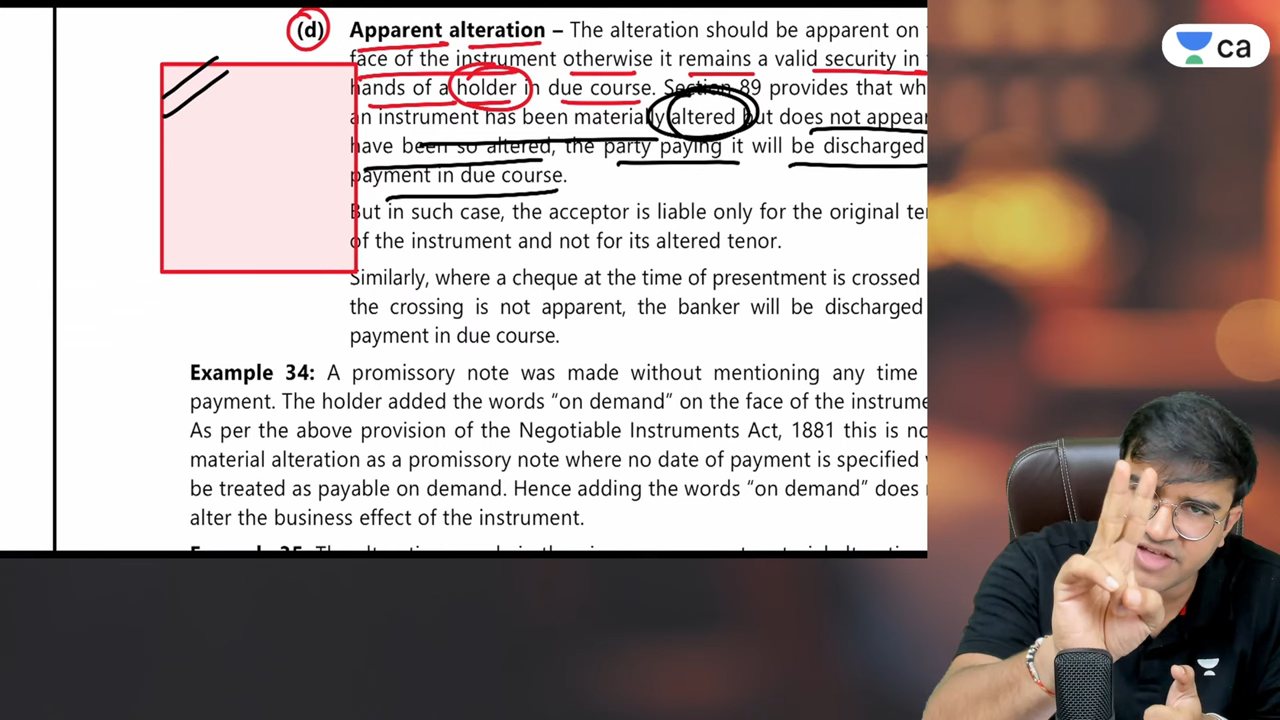 (d) Apparent alteration – The alteration should be apparent on
face of the instrument otherwise it remains a valid security in
hands of a holder in due course. Section 89 provides that wh
an instrument has been materially altered but does not appear
have been so altered, the party paying it will be discharged
payment in due course.
But in such case, the acceptor is liable only for the original te
of the instrument and not for its altered tenor.
Similarly, where a cheque at the time of presentment is crossed
the crossing is not apparent, the banker will be discharged
payment in due course.
Example 34: A promissory note was made without mentioning any time
payment. The holder added the words “on demand” on the face of the instrume
As per the above provision of the Negotiable Instruments Act, 1881 this is no
material alteration as a promissory note where no date of payment is specified
be treated as payable on demand. Hence adding the words “on demand” does
alter the business effect of the instrument.
ca